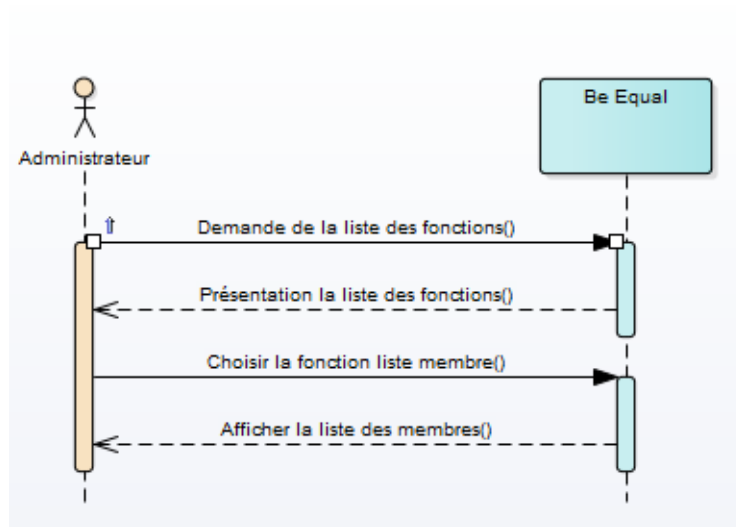 Be Equal
Administrateur
Demande de la liste des fonctions()
Présentation la liste des fonctions()
Choisir la fonction liste membre()
Afficher la liste des membres()